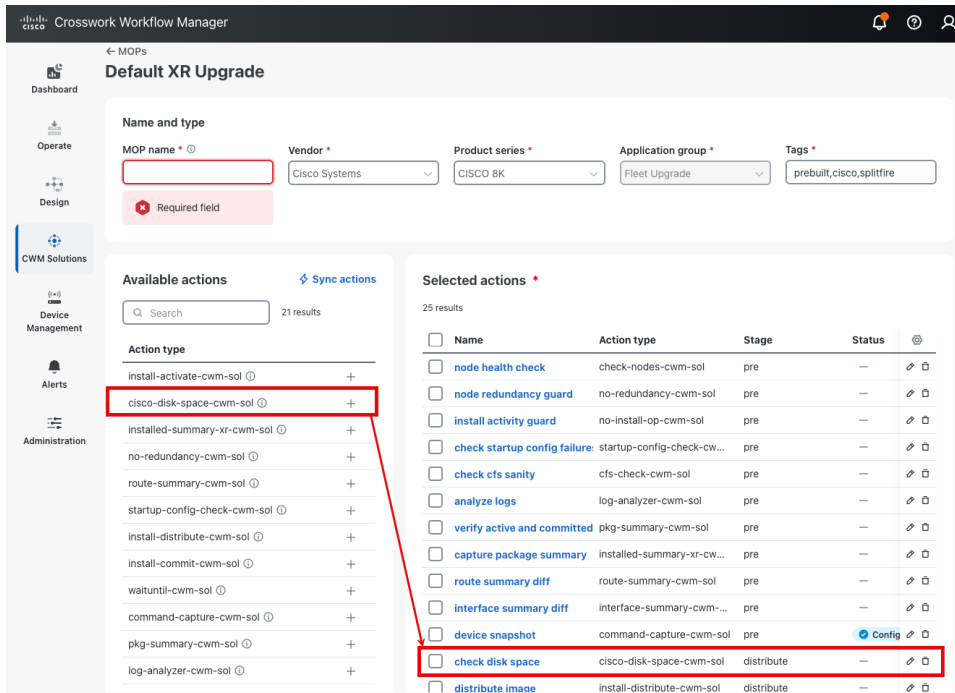 cisco Crosswork Workflow Manager
← MOPs
Default XR Upgrade
Dashboard
Operate
Design
CWM Solutions
Device
Management
Alerts
Administration
Name and type
MOP name *
Vendor *
Product series *
Application group *
Tags *
Cisco Systems
CISCO 8K
Fleet Upgrade
prebuilt,cisco,splitfire
Required field
Available actions
Sync actions
Search
21 results
Action type
install-activate-cwm-sol
cisco-disk-space-cwm-sol
installed-summary-xr-cwm-sol
no-redundancy-cwm-sol
route-summary-cwm-sol
startup-config-check-cwm-sol
install-distribute-cwm-sol
install-commit-cwm-sol
waituntil-cwm-sol
command-capture-cwm-sol
pkg-summary-cwm-sol
log-analyzer-cwm-sol
Selected actions *
25 results
Name Action type Stage Status
node health check check-nodes-cwm-sol pre —
node redundancy guard no-redundancy-cwm-sol pre —
install activity guard no-install-op-cwm-sol pre —
check startup config failure startup-config-check-cw... pre —
check cfs sanity cfs-check-cwm-sol pre —
analyze logs log-analyzer-cwm-sol pre —
verify active and committed pkg-summary-cwm-sol pre —
capture package summary installed-summary-xr-cw... pre —
route summary diff route-summary-cwm-sol pre —
interface summary diff interface-summary-cwm-... pre —
device snapshot command-capture-cwm-sol pre Config
check disk space cisco-disk-space-cwm-sol distribute —
distribute image install-distribute-cwm-sol distribute —